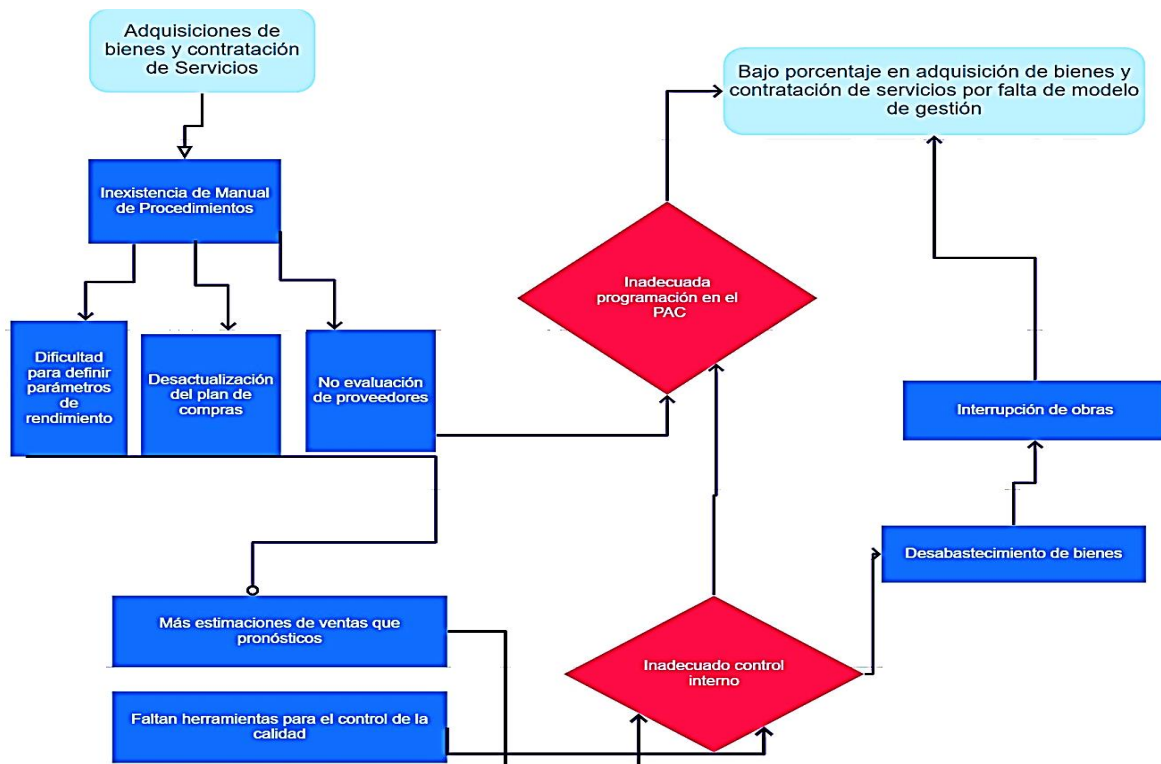 Adquisiciones de
bienes y contratación
de Servicios
Bajo porcentaje en adquisición de bienes y
contratación de servicios por falta de modelo
de gestión
Inexistencia de Manual
de Procedimientos
Inadecuada
programación en el
PAC
Dificultad
para definir
parámetros
de
rendimiento
Desactualización
del plan de
compras
No evaluación
de proveedores
Interrupción de obras
Desabastecimiento de bienes
Más estimaciones de ventas que
pronósticos
Inadecuado control
interno
Faltan herramientas para el control de la
calidad